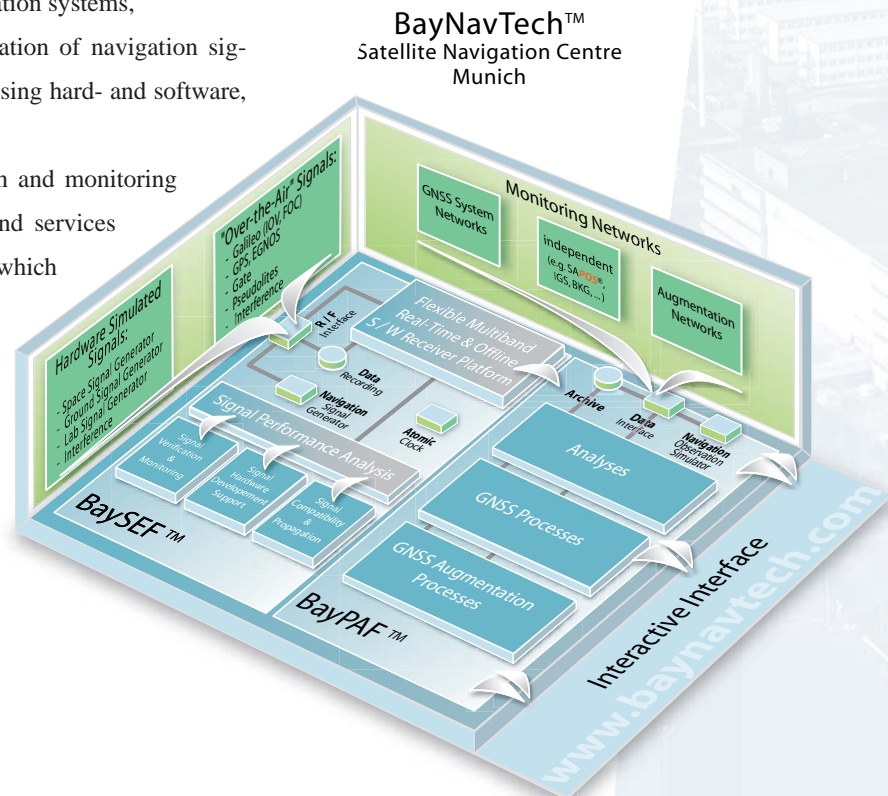 ation systems,
ation of navigation sig-
sing hard- and software,
n and monitoring
nd services
which
BayNavTech™
Satellite Navigation Centre
Munich
Hardware Simulated
Signals:
- Space Signal Generator
- Ground Signal Generator
- Lab Signal Generator
- Interference
"Over-the-Air" Signals:
- Galileo (IOV, FOC)
- GPS, EGNOS
- Gate
- Pseudolites
- Interference
Monitoring Networks
GNSS System
Networks
independent
(e.g. SAPOS®,
IGS, BKG, ...)
Augmentation
Networks
R / F
Interface
Data
Recording
Navigation
Signal
Generator
Atomic
Clock
Flexible Multiband
Real-Time & Offline
S / W Receiver Platform
Signal Performance Analysis
Signal
Verification
&
Monitoring
Signal
Hardware
Developement
Support
Signal
Compatibility
&
Propagation
BaySEF ™
Archive
Data
Interface
Navigation
Observation
Simulator
Analyses
GNSS Processes
GNSS Augmentation
Processes
BayPAF ™
Interactive Interface
www.baynavtech.com